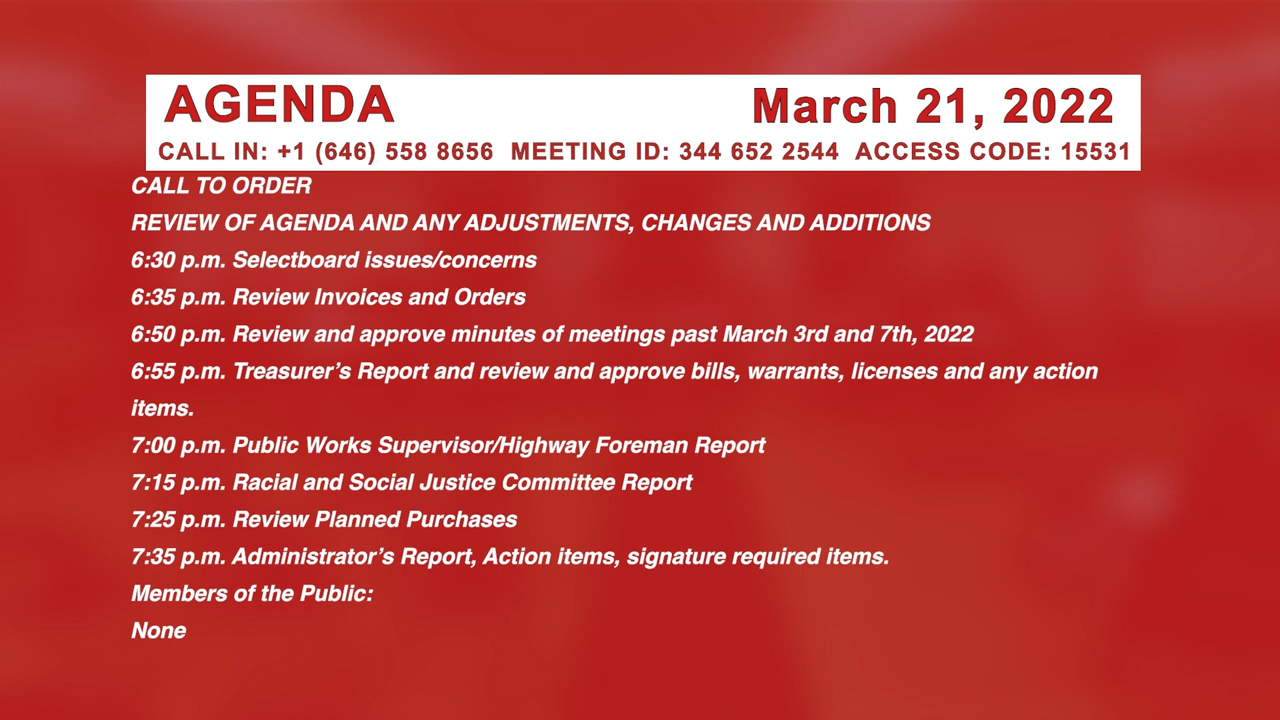 AGENDA March 21, 2022
CALL IN: +1 (646) 558 8656 MEETING ID: 344 652 2544 ACCESS CODE: 15531
CALL TO ORDER
REVIEW OF AGENDA AND ANY ADJUSTMENTS, CHANGES AND ADDITIONS
6:30 p.m. Selectboard issues/concerns
6:35 p.m. Review Invoices and Orders
6:50 p.m. Review and approve minutes of meetings past March 3rd and 7th, 2022
6:55 p.m. Treasurer’s Report and review and approve bills, warrants, licenses and any action
items.
7:00 p.m. Public Works Supervisor/Highway Foreman Report
7:15 p.m. Racial and Social Justice Committee Report
7:25 p.m. Review Planned Purchases
7:35 p.m. Administrator’s Report, Action items, signature required items.
Members of the Public:
None